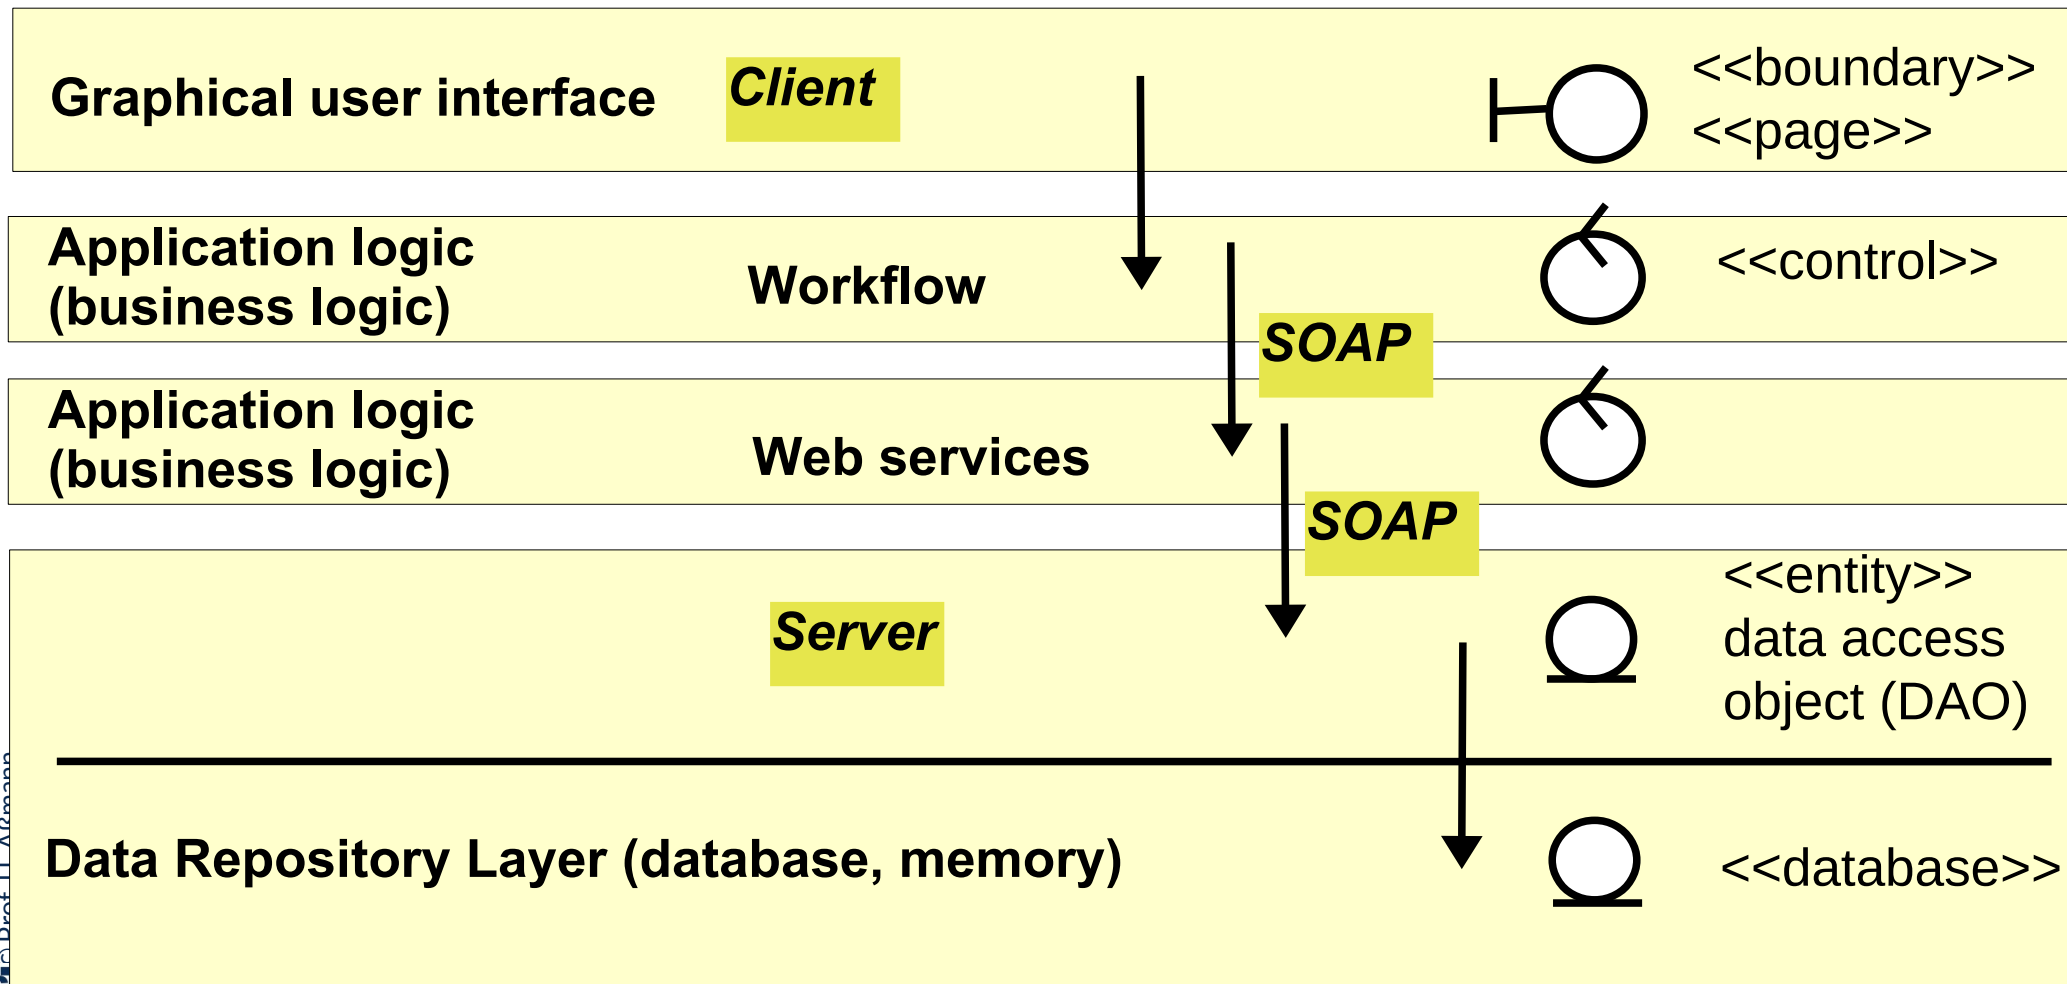 Graphical user interface
Client
<<boundary>>
<<page>>
Application logic
(business logic)
Workflow
<<control>>
SOAP
Application logic
(business logic)
Web services
SOAP
<<entity>>
data access
object (DAO)
Server
Data Repository Layer (database, memory)
<<database>>